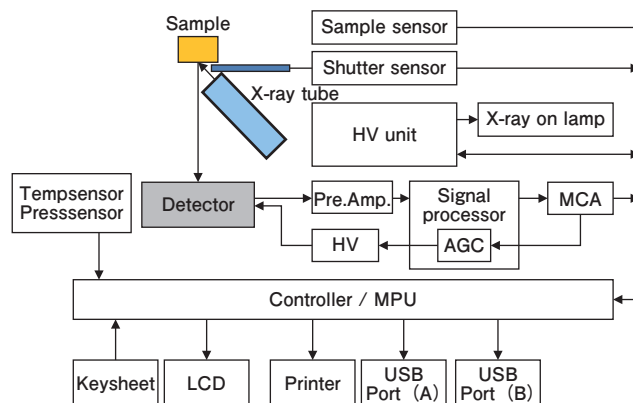 Sample
Sample sensor
Shutter sensor
X-ray tube
HV unit
X-ray on lamp
Tempsensor
Presssensor
Detector
Pre.Amp.
Signal
processor
MCA
HV
AGC
Controller / MPU
Keysheet
LCD
Printer
USB
Port（A）
USB
Port（B）